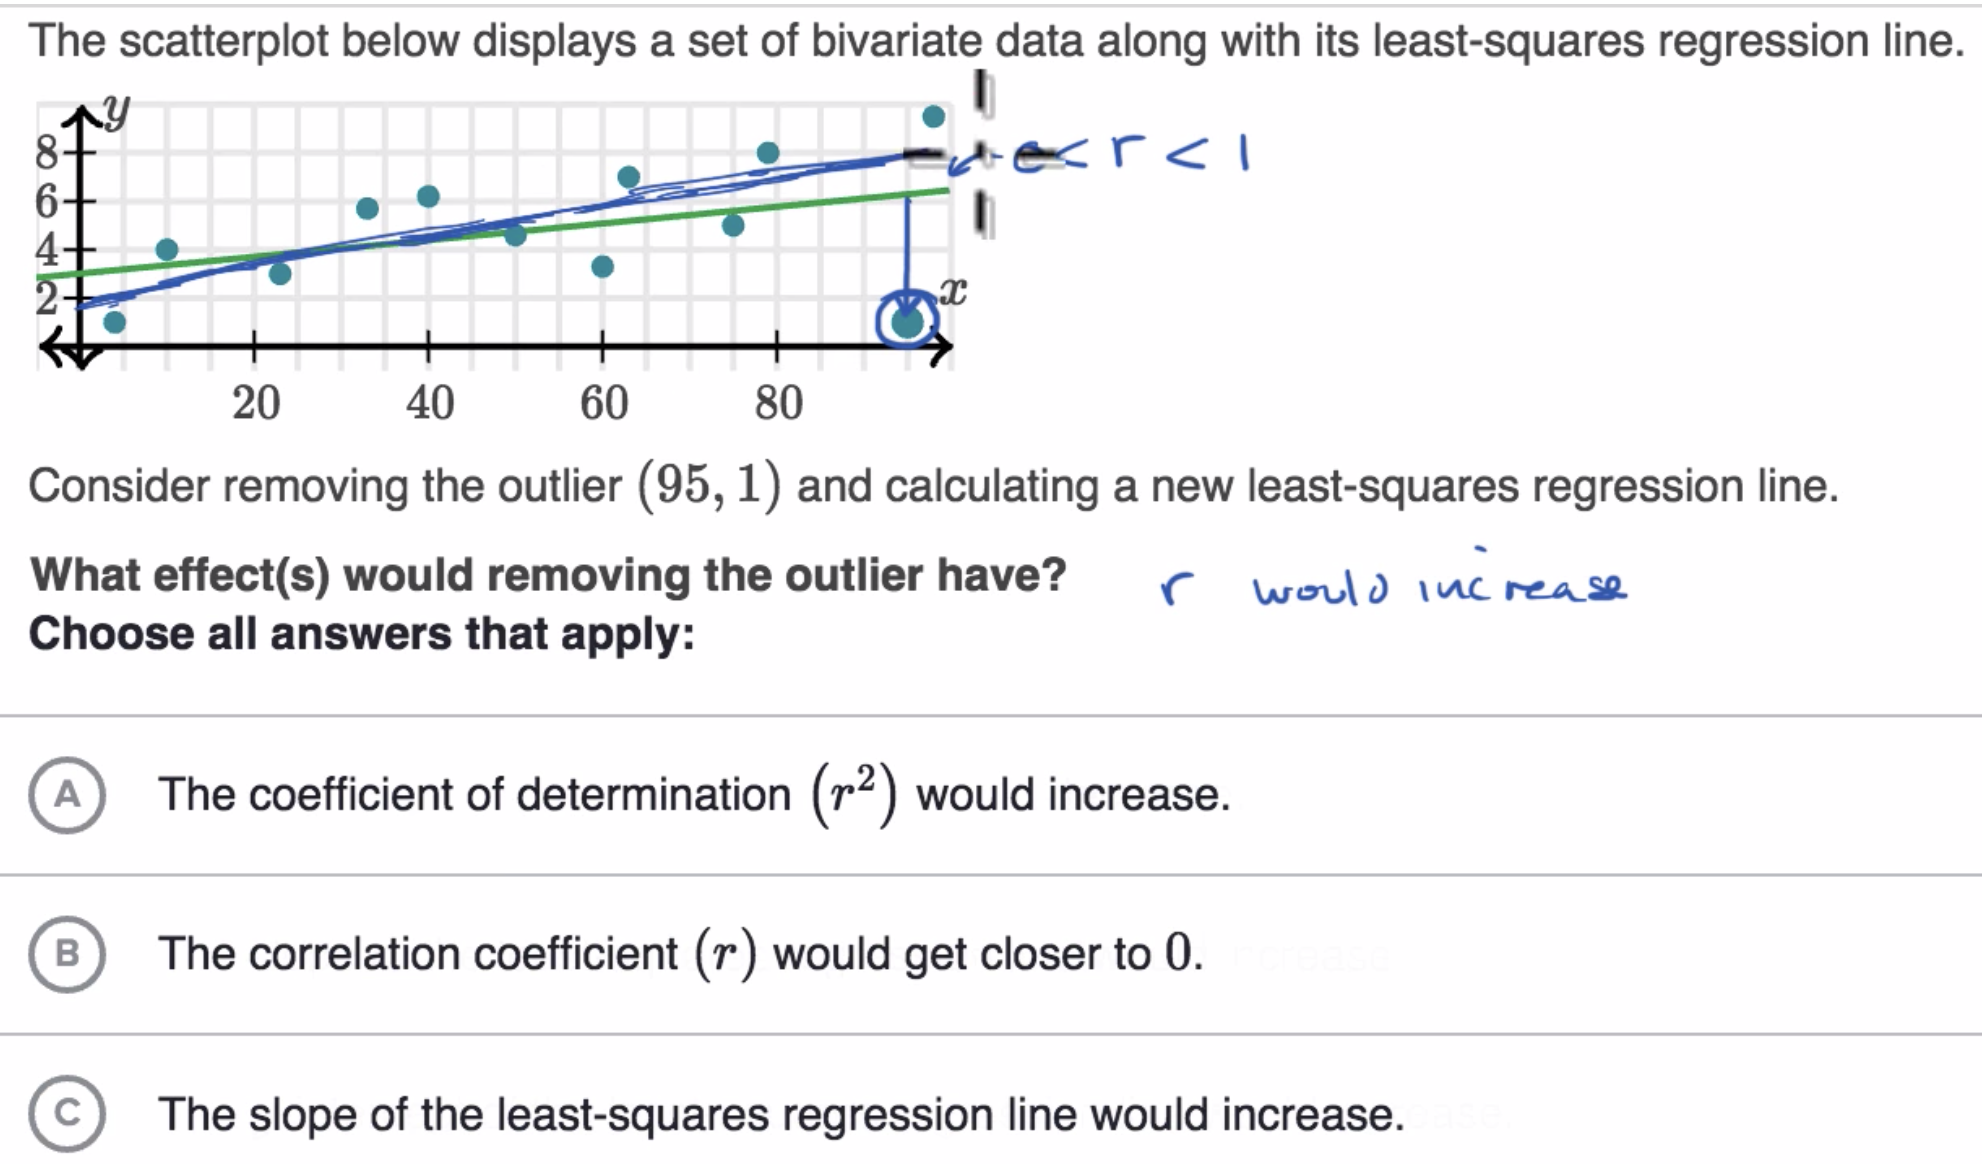 The scatterplot below displays a set of bivariate data along with its least-squares regression line.
y
8
6
4
2
x
20 40 60 80
0 < r < 1
Consider removing the outlier (95, 1) and calculating a new least-squares regression line.
What effect(s) would removing the outlier have?
r would increase
Choose all answers that apply:
A The coefficient of determination (r²) would increase.
B The correlation coefficient (r) would get closer to 0.
C The slope of the least-squares regression line would increase.